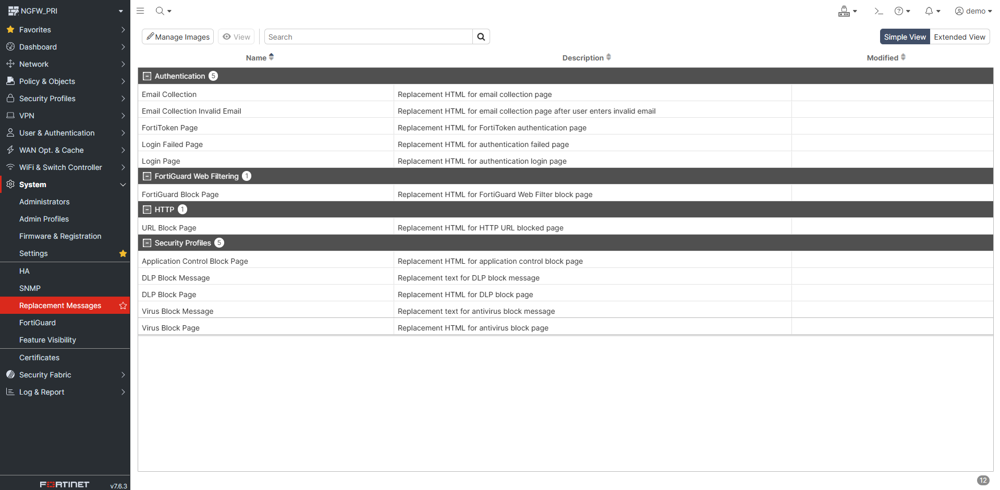 NGFW_PRI
Favorites
Dashboard
Network
Policy & Objects
Security Profiles
VPN
User & Authentication
WAN Opt. & Cache
WiFi & Switch Controller
System
Administrators
Admin Profiles
Firmware & Registration
Settings
HA
SNMP
Replacement Messages
FortiGuard
Feature Visibility
Certificates
Security Fabric
Log & Report
FORTINET v7.6.3
demo
Manage Images View Search Simple View Extended View
Name Description Modified
Authentication 5
Email Collection Replacement HTML for email collection page
Email Collection Invalid Email Replacement HTML for email collection page after user enters invalid email
FortiToken Page Replacement HTML for FortiToken authentication page
Login Failed Page Replacement HTML for authentication failed page
Login Page Replacement HTML for authentication login page
FortiGuard Web Filtering 1
FortiGuard Block Page Replacement HTML for FortiGuard Web Filter block page
HTTP 1
URL Block Page Replacement HTML for HTTP URL blocked page
Security Profiles 5
Application Control Block Page Replacement HTML for application control block page
DLP Block Message Replacement text for DLP block message
DLP Block Page Replacement HTML for DLP block page
Virus Block Message Replacement text for antivirus block message
Virus Block Page Replacement HTML for antivirus block page
12